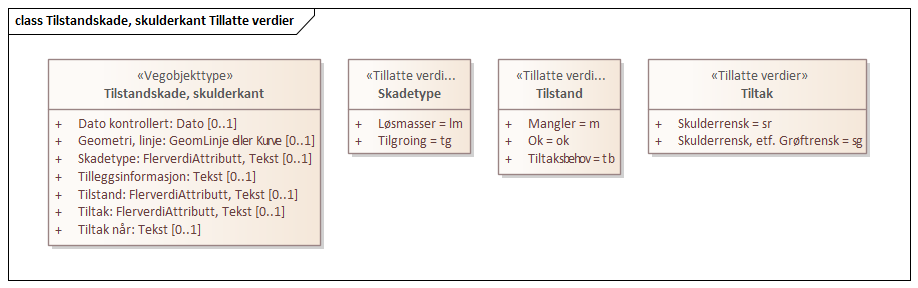 class Tilstandskade, skulderkant Tillatte verdier
«Vegobjekttype»
Tilstandskade, skulderkant
+ Dato kontrollert: Dato [0..1]
+ Geometri, linje: GeomLinje eller Kurve [0..1]
+ Skadetype: FlerverdiAttributt, Tekst [0..1]
+ Tilleggsinformasjon: Tekst [0..1]
+ Tilstand: FlerverdiAttributt, Tekst [0..1]
+ Tiltak: FlerverdiAttributt, Tekst [0..1]
+ Tiltak når: Tekst [0..1]
«Tillatte verdi...
Skadetype
+ Løsmasser = lm
+ Tilgroing = tg
«Tillatte verdi...
Tilstand
+ Mangler = m
+ Ok = ok
+ Tiltaksbehov = tb
«Tillatte verdier»
Tiltak
+ Skulderrensk = sr
+ Skulderrensk, etf. Grøftrensk = sg